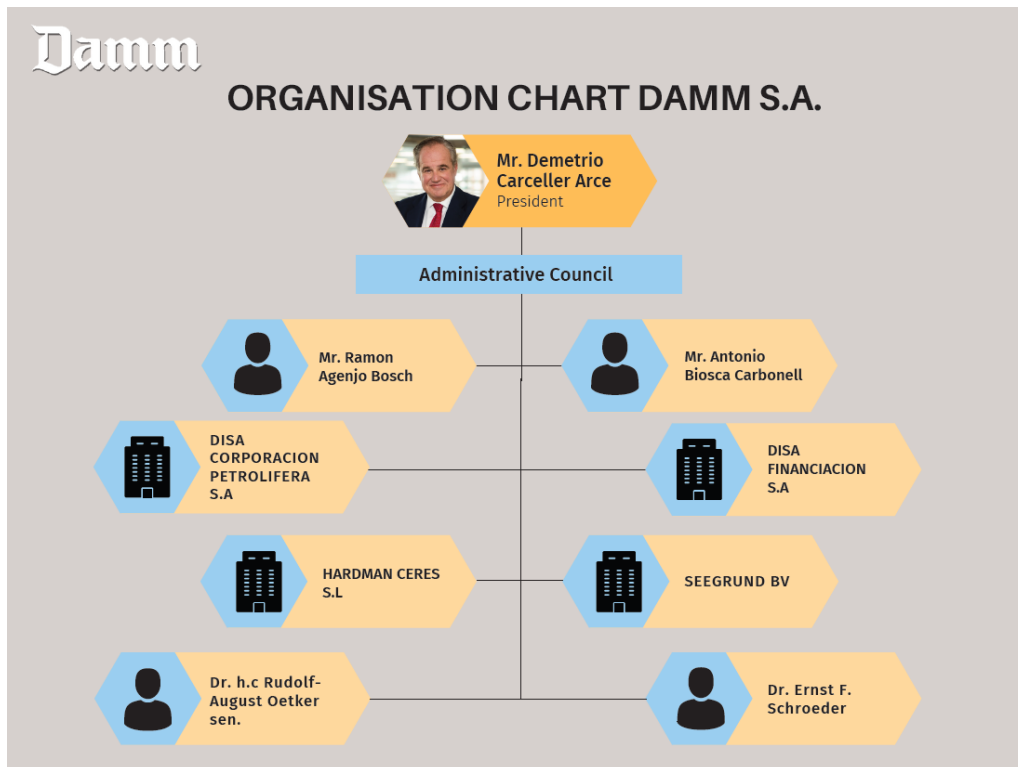 Damm
ORGANISATION CHART DAMM S.A.
Mr. Demetrio
Carceller Arce
President
Administrative Council
Mr. Ramon
Agenjo Bosch
Mr. Antonio
Biosca Carbonell
DISA
CORPORACION
PETROLIFERA
S.A
DISA
FINANCIACION
S.A
HARDMAN CERES
S.L
SEEGRUND BV
Dr. h.c Rudolf-
August Oetker
sen.
Dr. Ernst F.
Schroeder